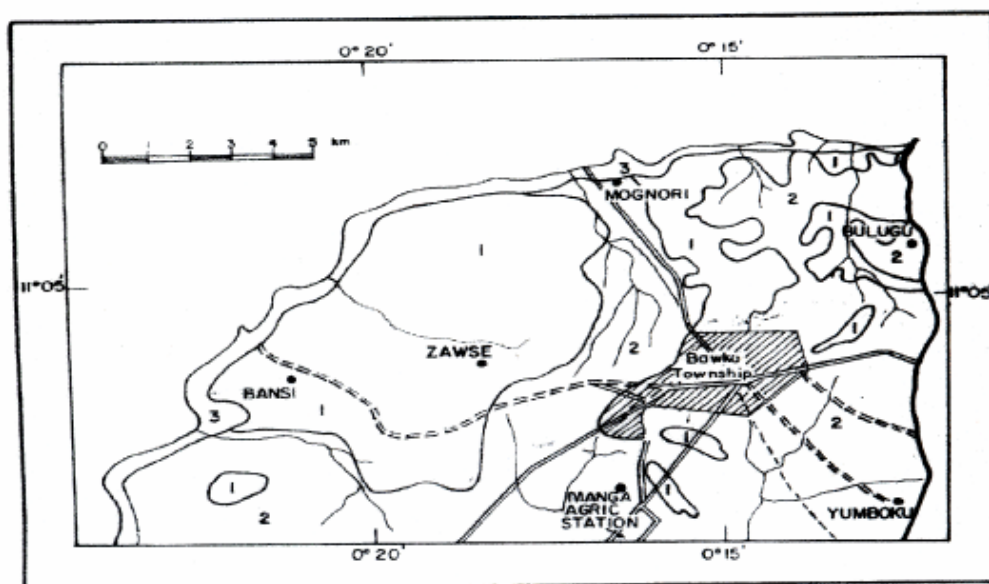 0° 20'
0° 15'
0 1 2 3 4 5 km
3
MOGNORI
1
2
1
BULUGU
2
1
1
11°05'
11°05'
1
ZAWSE
2
Bawku
Township
BANSI
1
3
2
1
1
1
2
MANGA
AGRIC
STATION
YUMBOKU
0° 20'
0° 15'